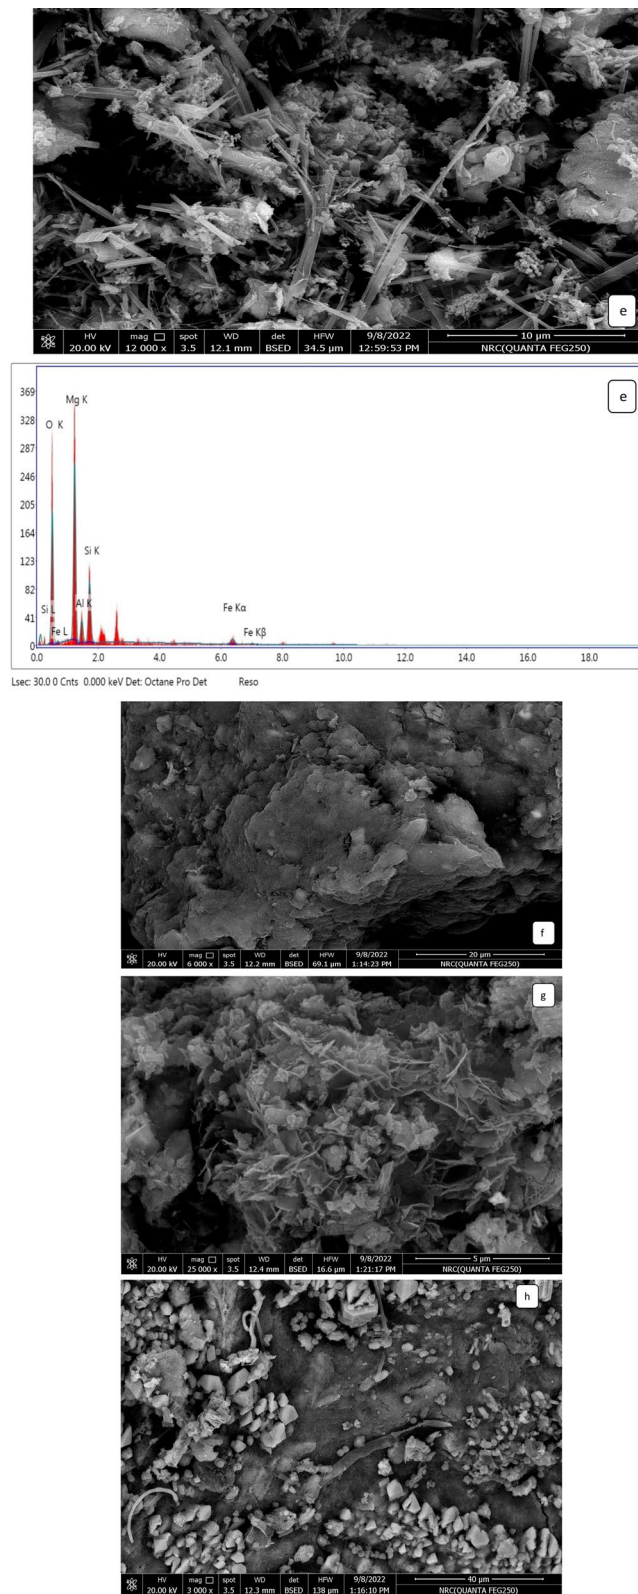 e
HV mag □ spot WD det HFW 9/8/2022 10 µm
20.00 kV 12 000 x 3.5 12.1 mm BSED 34.5 µm 12:59:53 PM NRC(QUANTA FEG250)
e
369
328
287
246
205
164
123
82
41
0
O K
Mg K
Si K
Al K
Si L
Fe L
Fe Kα
Fe Kβ
0.0 2.0 4.0 6.0 8.0 10.0 12.0 14.0 16.0 18.0
Lsec: 30.0 0 Cnts 0.000 keV Det: Octane Pro Det Reso
f
HV mag □ spot WD det HFW 9/8/2022 20 µm
20.00 kV 6 000 x 3.5 12.2 mm BSED 69.1 µm 1:14:23 PM NRC(QUANTA FEG250)
g
HV mag □ spot WD det HFW 9/8/2022 5 µm
20.00 kV 25 000 x 3.5 12.4 mm BSED 16.6 µm 1:21:17 PM NRC(QUANTA FEG250)
h
HV mag □ spot WD det HFW 9/8/2022 40 µm
20.00 kV 3 000 x 3.5 12.3 mm BSED 138 µm 1:16:10 PM NRC(QUANTA FEG250)